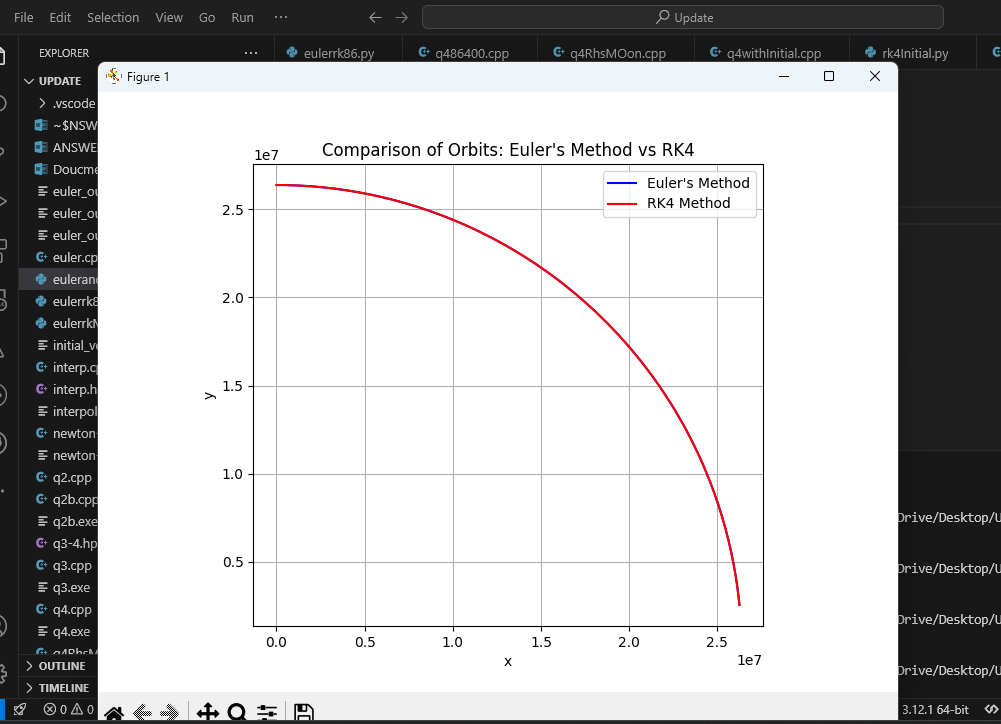 File Edit Selection View Go Run ···
Update
EXPLORER ···
eulerrk86.py
q486400.cpp
q4RhsMOon.cpp
q4withInitial.cpp
rk4Initial.py
UPDATE
.vscode
~$NSW
ANSWE
Doucme
euler_ou
euler_ou
euler_ou
euler.cp
euleran
eulerrk8
eulerrkM
initial_v
interp.c
interp.h
interpol
newton-
newton-
q2.cpp
q2b.cpp
q2b.exe
q3-4.hp
q3.cpp
q3.exe
q4.cpp
q4.exe
q4RhsM
OUTLINE
TIMELINE
0 0
Figure 1
Comparison of Orbits: Euler's Method vs RK4
1e7
Euler's Method
RK4 Method
2.5
2.0
1.5
1.0
0.5
y
0.0 0.5 1.0 1.5 2.0 2.5
1e7
x
Drive/Desktop/U
Drive/Desktop/U
Drive/Desktop/U
Drive/Desktop/U
3.12.1 64-bit